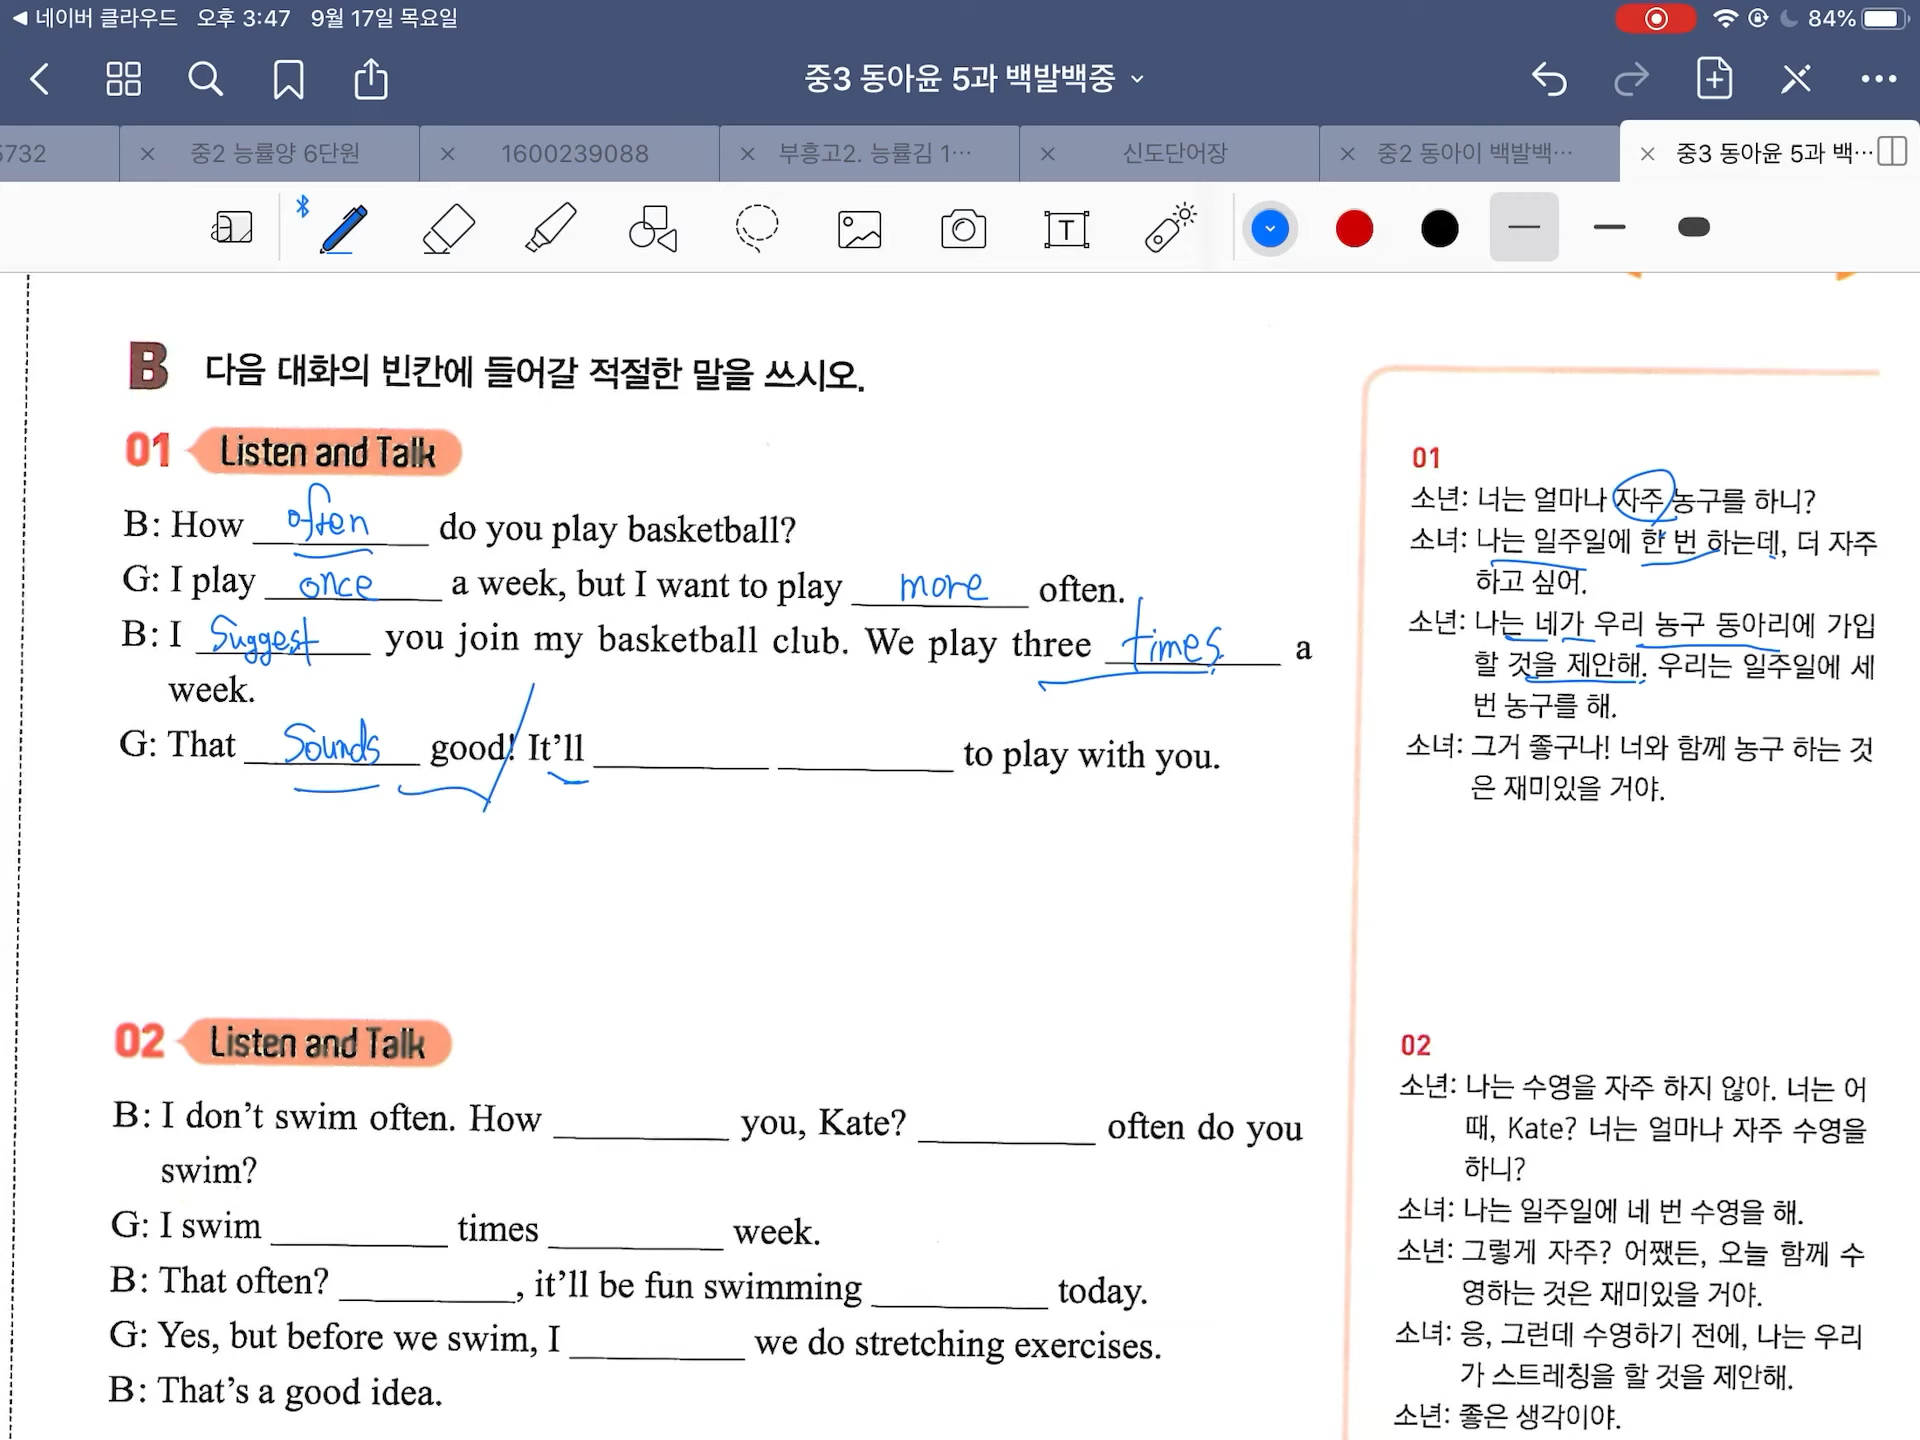 네이버 클라우드 오후 3:47 9월 17일 목요일 84%
중3 동아윤 5과 백발백중
5732 중2 능률양 6단원 1600239088 부흥고2. 능률김 1… 신도단어장 중2 동아이 백발백… 중3 동아윤 5과 백…
T
B 다음 대화의 빈칸에 들어갈 적절한 말을 쓰시오.
01 Listen and Talk
B: How often do you play basketball?
G: I play once a week, but I want to play more often.
B: I Suggest you join my basketball club. We play three times a
week.
G: That Sounds good! It'll ____ ____ to play with you.
02 Listen and Talk
B: I don't swim often. How ____ you, Kate? ____ often do you
swim?
G: I swim ____ times ____ week.
B: That often? ____, it'll be fun swimming ____ today.
G: Yes, but before we swim, I ____ we do stretching exercises.
B: That's a good idea.
01
소년: 너는 얼마나 자주 농구를 하니?
소녀: 나는 일주일에 한 번 하는데, 더 자주
하고 싶어.
소년: 나는 네가 우리 농구 동아리에 가입
할 것을 제안해. 우리는 일주일에 세
번 농구를 해.
소녀: 그거 좋구나! 너와 함께 농구 하는 것
은 재미있을 거야.
02
소년: 나는 수영을 자주 하지 않아. 너는 어
때, Kate? 너는 얼마나 자주 수영을
하니?
소녀: 나는 일주일에 네 번 수영을 해.
소년: 그렇게 자주? 어쨌든, 오늘 함께 수
영하는 것은 재미있을 거야.
소녀: 응, 그런데 수영하기 전에, 나는 우리
가 스트레칭을 할 것을 제안해.
소년: 좋은 생각이야.